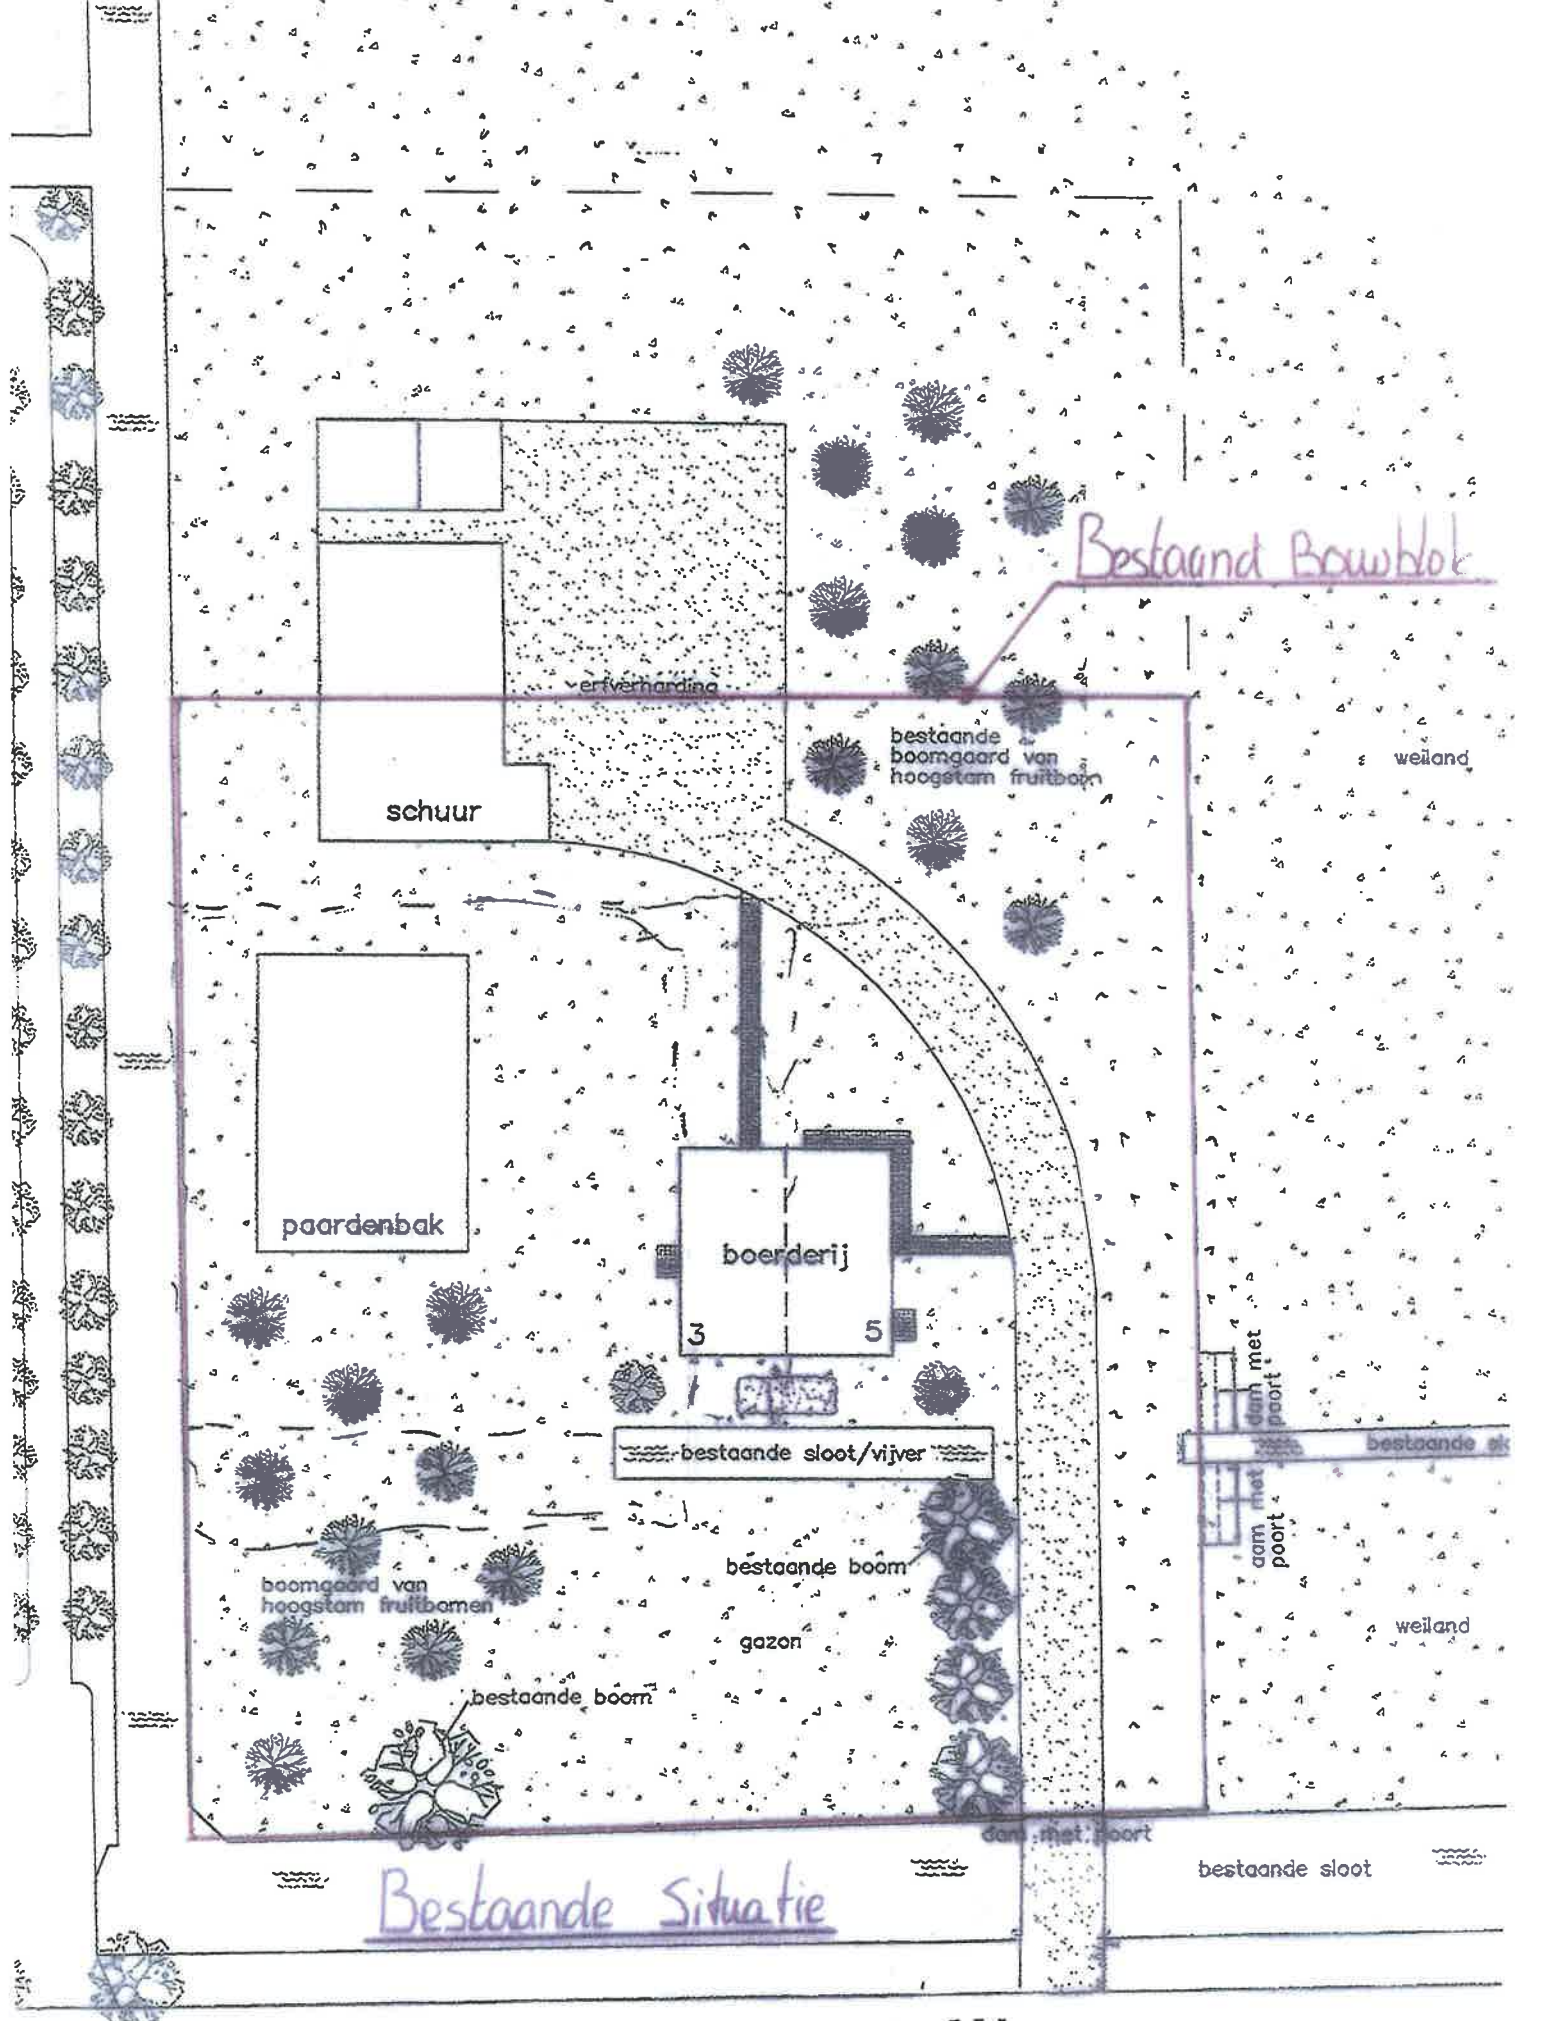 Bestaand Bouwblok
erfverharding
bestaande
boomgaard van
hoogstam fruitbom
weiland
schuur
paardenbak
boerderij
3
5
dam met
poort
bestaande sloot/vijver
bestaande
dam met
poort
bestaande boom
boomgaard van
hoogstam fruitbomen
gazon
weiland
bestaande boom
dam met poort
bestaande sloot
Bestaande Situatie